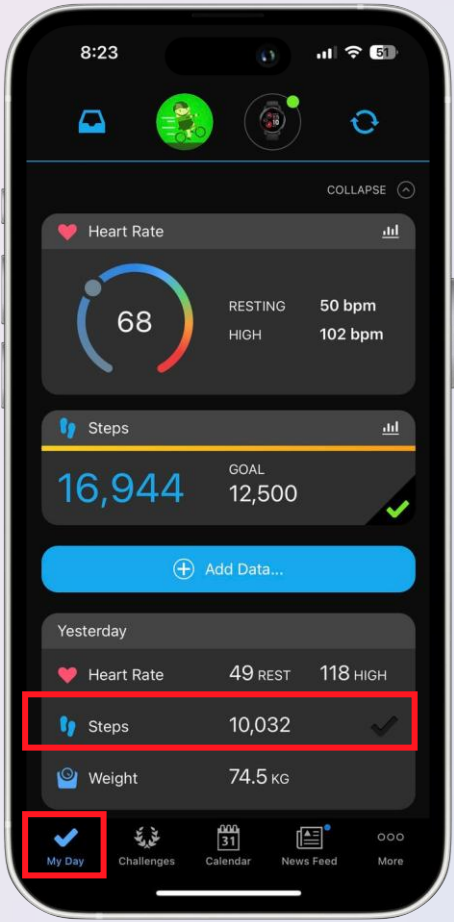 8:23
51
COLLAPSE
Heart Rate
68
RESTING 50 bpm
HIGH 102 bpm
Steps
16,944
GOAL
12,500
Add Data...
Yesterday
Heart Rate 49 REST 118 HIGH
Steps 10,032
Weight 74.5 KG
31
My Day Challenges Calendar News Feed More